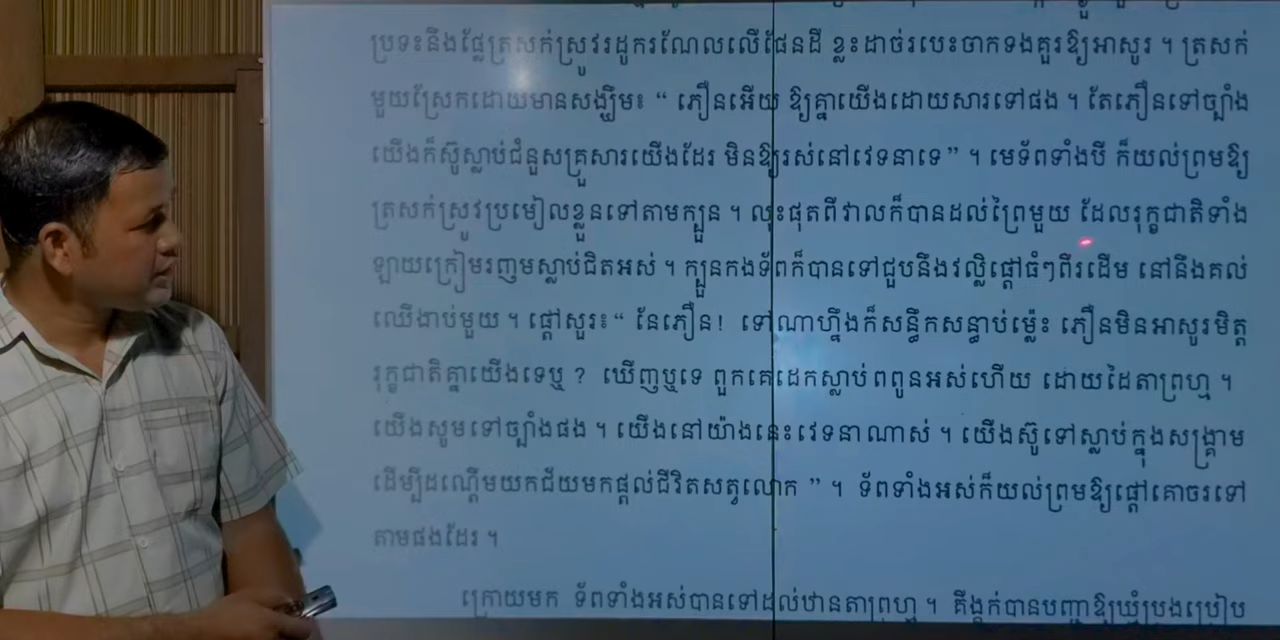 ប្រទះនឹងផ្លែត្រសក់ស្រូវរដូករណែលលើផែនដី ខ្លះដាច់របេះចាកទងគួរឱ្យអាសូរ ។ ត្រសក់
មួយស្រែកដោយមានសង្ឃឹម៖ “ ភឿនអើយ ឱ្យគ្នាយើងដោយសារទៅផង ។ តែភឿនទៅច្បាំង
យើងក៏ស៊ូស្លាប់ជំនួសគ្រួសារយើងដែរ មិនឱ្យរស់នៅវេទនាទេ” ។ មេទ័ពទាំងបី ក៏យល់ព្រមឱ្យ
ត្រសក់ស្រូវប្រមៀលខ្លួនទៅតាមក្បួន ។ លុះផុតពីវាលក៏បានដល់ព្រៃមួយ ដែលរុក្ខជាតិទាំង
ឡាយក្រៀមរញមស្លាប់ជិតអស់ ។ ក្បួនកងទ័ពក៏បានទៅជួបនឹងវល្លិផ្តៅធំៗពីរដើម នៅនឹងគល់
ឈើងាប់មួយ ។ ផ្តៅសួរ៖“ នែភឿន! ទៅណាហ្នឹងក៏សន្ធឹកសន្ធាប់ម្ល៉េះ ភឿនមិនអាសូរមិត្ត
រុក្ខជាតិគ្នាយើងទេឬ ? ឃើញឬទេ ពួកគេដេកស្លាប់ពពូនអស់ហើយ ដោយដៃតាព្រហ្ម ។
យើងសូមទៅច្បាំងផង ។ យើងនៅយ៉ាងនេះវេទនាណាស់ ។ យើងស៊ូទៅស្លាប់ក្នុងសង្គ្រាម
ដើម្បីដណ្តើមយកជ័យមកផ្តល់ជីវិតសត្វលោក ” ។ ទ័ពទាំងអស់ក៏យល់ព្រមឱ្យផ្តៅគោចរទៅ
តាមផងដែរ ។
ក្រោយមក ទ័ពទាំងអស់បានទៅដល់ឋានតាព្រហ្ម ។ គីង្គក់បានបញ្ជាឱ្យឃ្មុំប្រុងប្រៀប